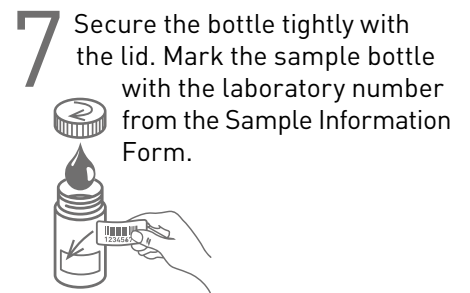 7 Secure the bottle tightly with
the lid. Mark the sample bottle
with the laboratory number
from the Sample Information
Form.
1234567